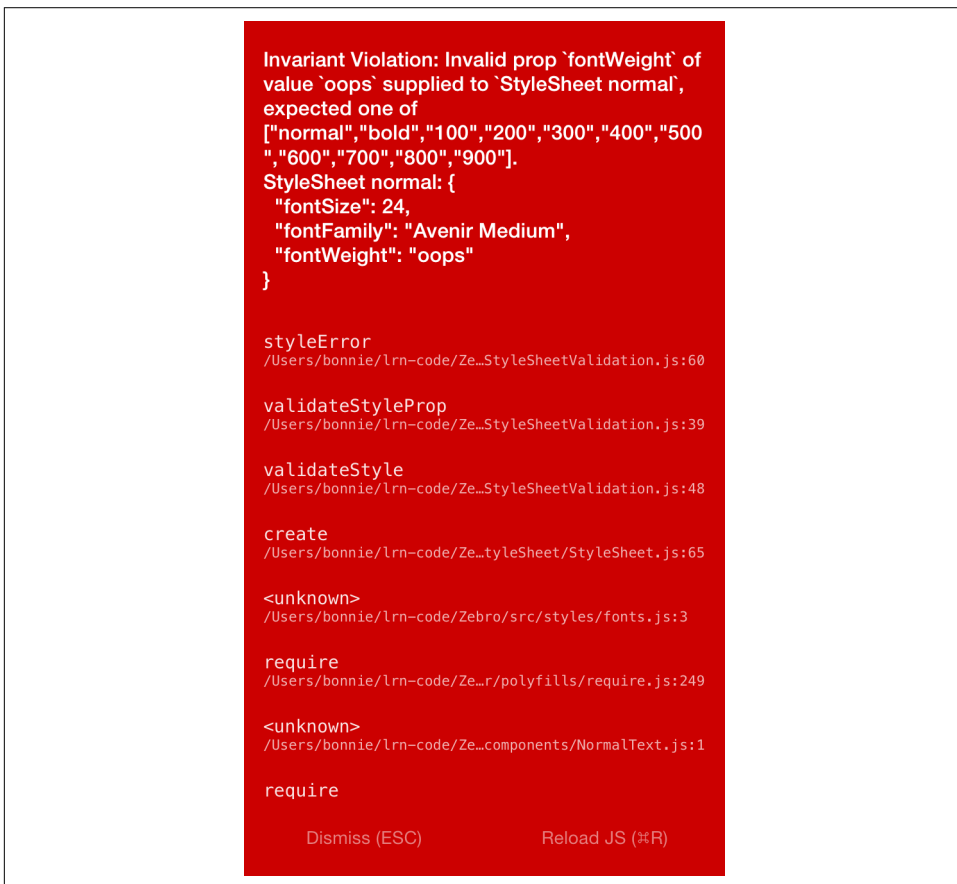 Invariant Violation: Invalid prop `fontWeight` of
value `oops` supplied to `StyleSheet normal`,
expected one of
["normal","bold","100","200","300","400","500
","600","700","800","900"].
StyleSheet normal: {
  "fontSize": 24,
  "fontFamily": "Avenir Medium",
  "fontWeight": "oops"
}
styleError
/Users/bonnie/lrn-code/Ze…StyleSheetValidation.js:60
validateStyleProp
/Users/bonnie/lrn-code/Ze…StyleSheetValidation.js:39
validateStyle
/Users/bonnie/lrn-code/Ze…StyleSheetValidation.js:48
create
/Users/bonnie/lrn-code/Ze…tyleSheet/StyleSheet.js:65
<unknown>
/Users/bonnie/lrn-code/Zebro/src/styles/fonts.js:3
require
/Users/bonnie/lrn-code/Ze…r/polyfills/require.js:249
<unknown>
/Users/bonnie/lrn-code/Ze…components/NormalText.js:1
require
Dismiss (ESC) Reload JS (⌘R)